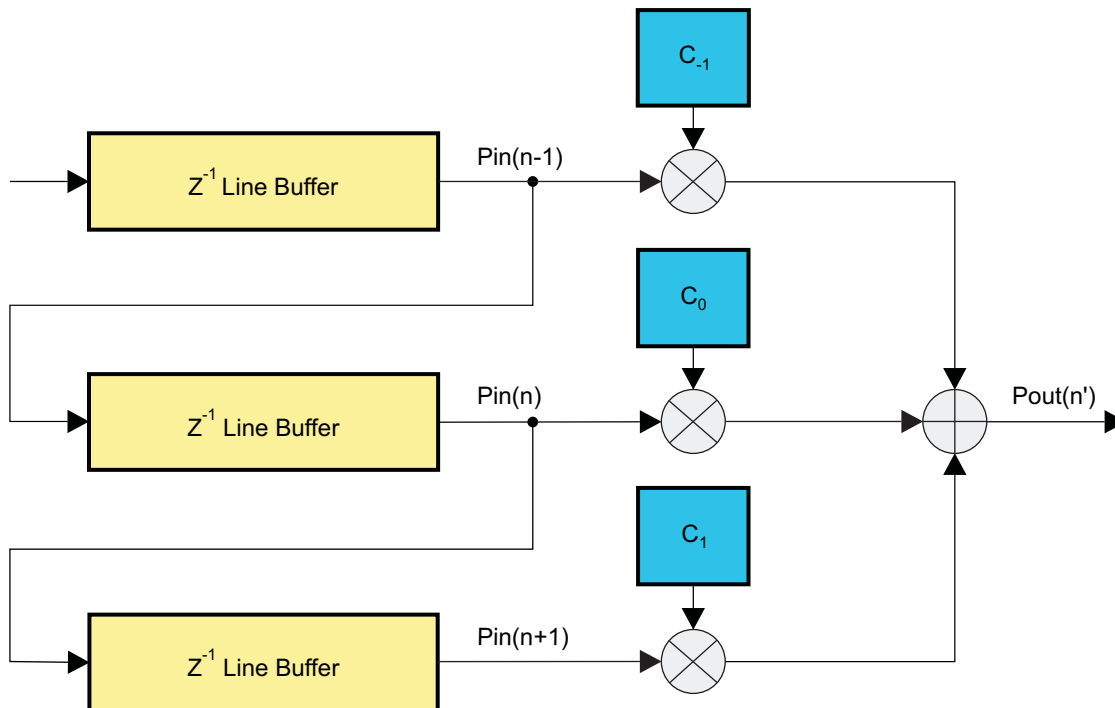 C-1
Pin(n-1)
Z-1 Line Buffer
C0
Pin(n)
Pout(n')
Z-1 Line Buffer
C1
Pin(n+1)
Z-1 Line Buffer